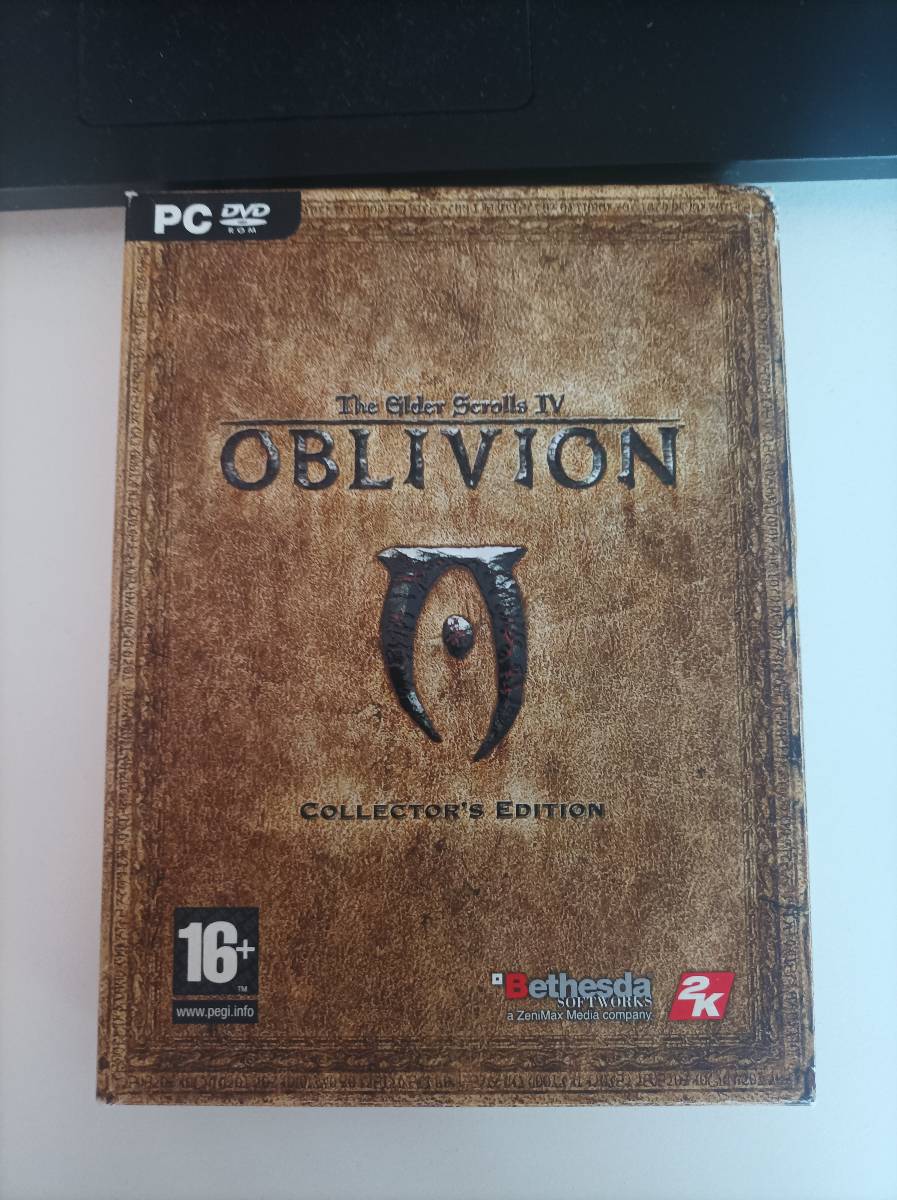 PC DVD
ROM
The Elder Scrolls IV
OBLIVION
COLLECTOR'S EDITION
16+
TM
www.pegi.info
Bethesda
SOFTWORKS
a ZeniMax Media company
2K